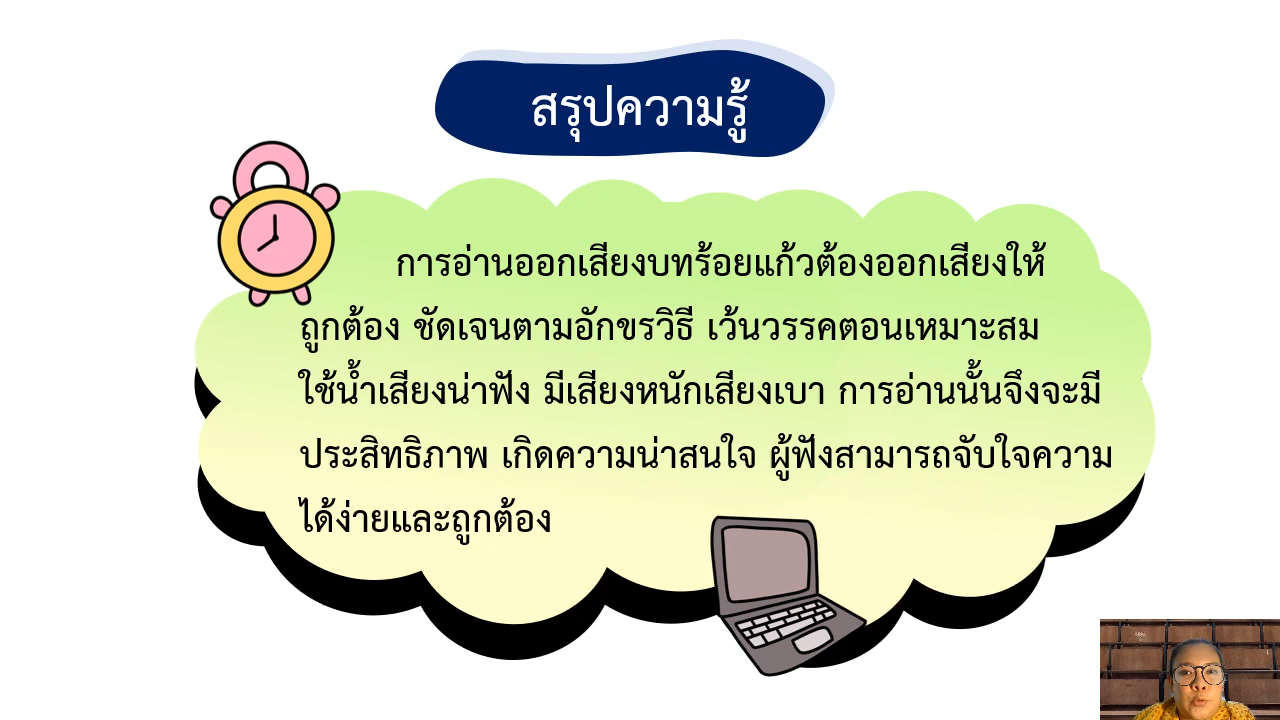 สรุปความรู้
การอ่านออกเสียงบทร้อยแก้วต้องออกเสียงให้
ถูกต้อง ชัดเจนตามอักขรวิธี เว้นวรรคตอนเหมาะสม
ใช้น้ำเสียงน่าฟัง มีเสียงหนักเสียงเบา การอ่านนั้นจึงจะมี
ประสิทธิภาพ เกิดความน่าสนใจ ผู้ฟังสามารถจับใจความ
ได้ง่ายและถูกต้อง